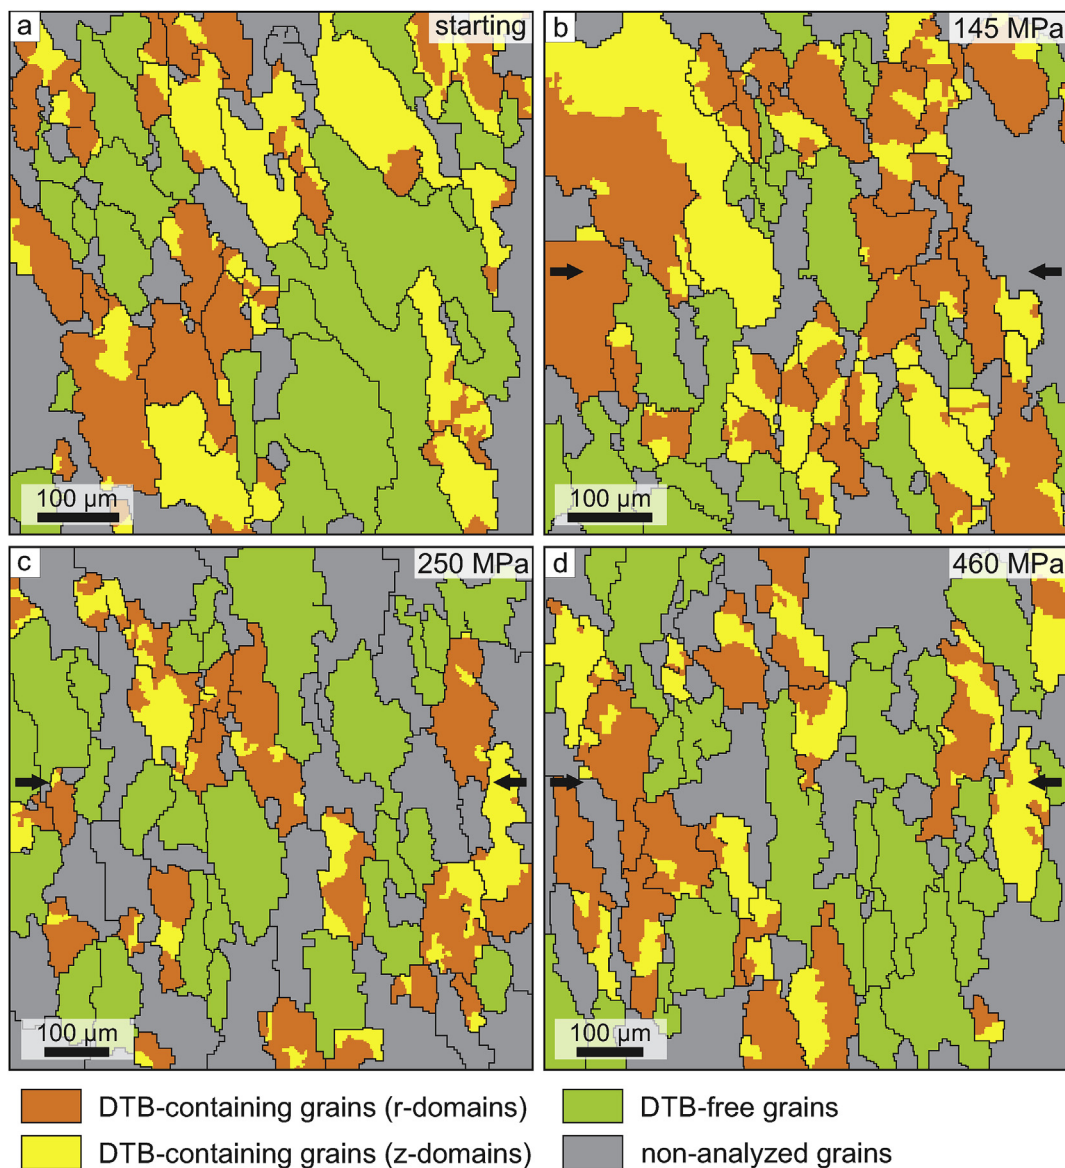 a starting
b 145 MPa
100 µm
100 µm
c 250 MPa
d 460 MPa
100 µm
100 µm
DTB-containing grains (r-domains)
DTB-free grains
DTB-containing grains (z-domains)
non-analyzed grains